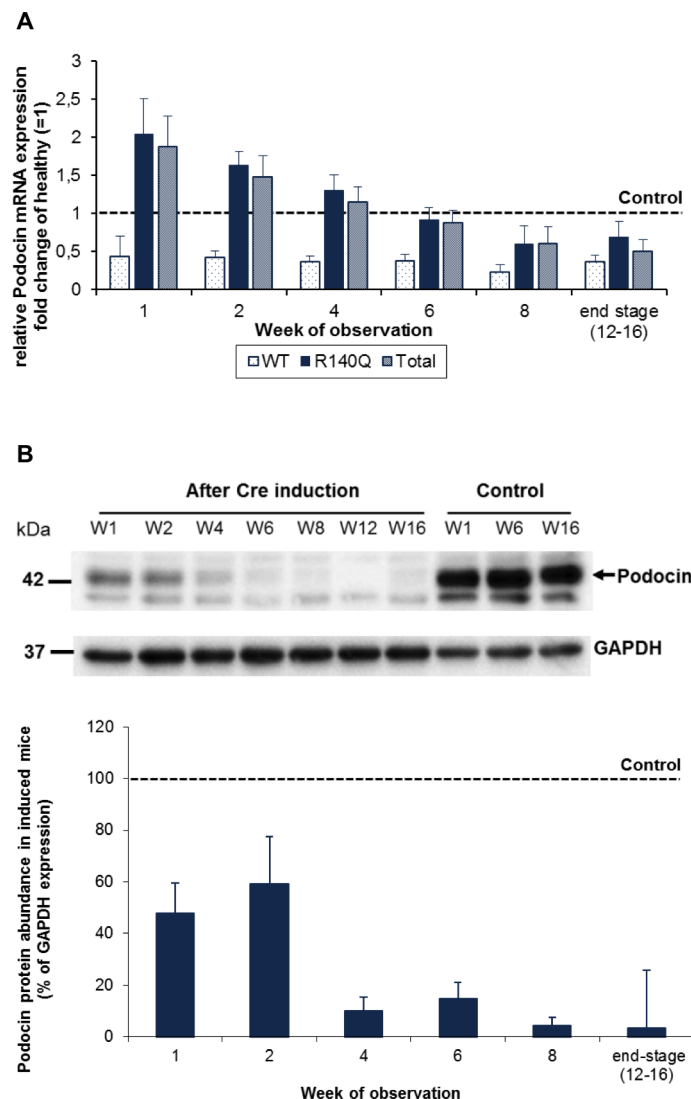 A
relative Podocin mRNA expression
fold change of healthy (=1)
3
2,5
2
1,5
1
0,5
0
Control
1 2 4 6 8 end stage
(12-16)
Week of observation
WT R140Q Total
B
After Cre induction Control
kDa W1 W2 W4 W6 W8 W12 W16 W1 W6 W16
42 Podocin
37 GAPDH
Podocin protein abundance in induced mice
(% of GAPDH expression)
120
100
80
60
40
20
0
Control
1 2 4 6 8 end-stage
(12-16)
Week of observation